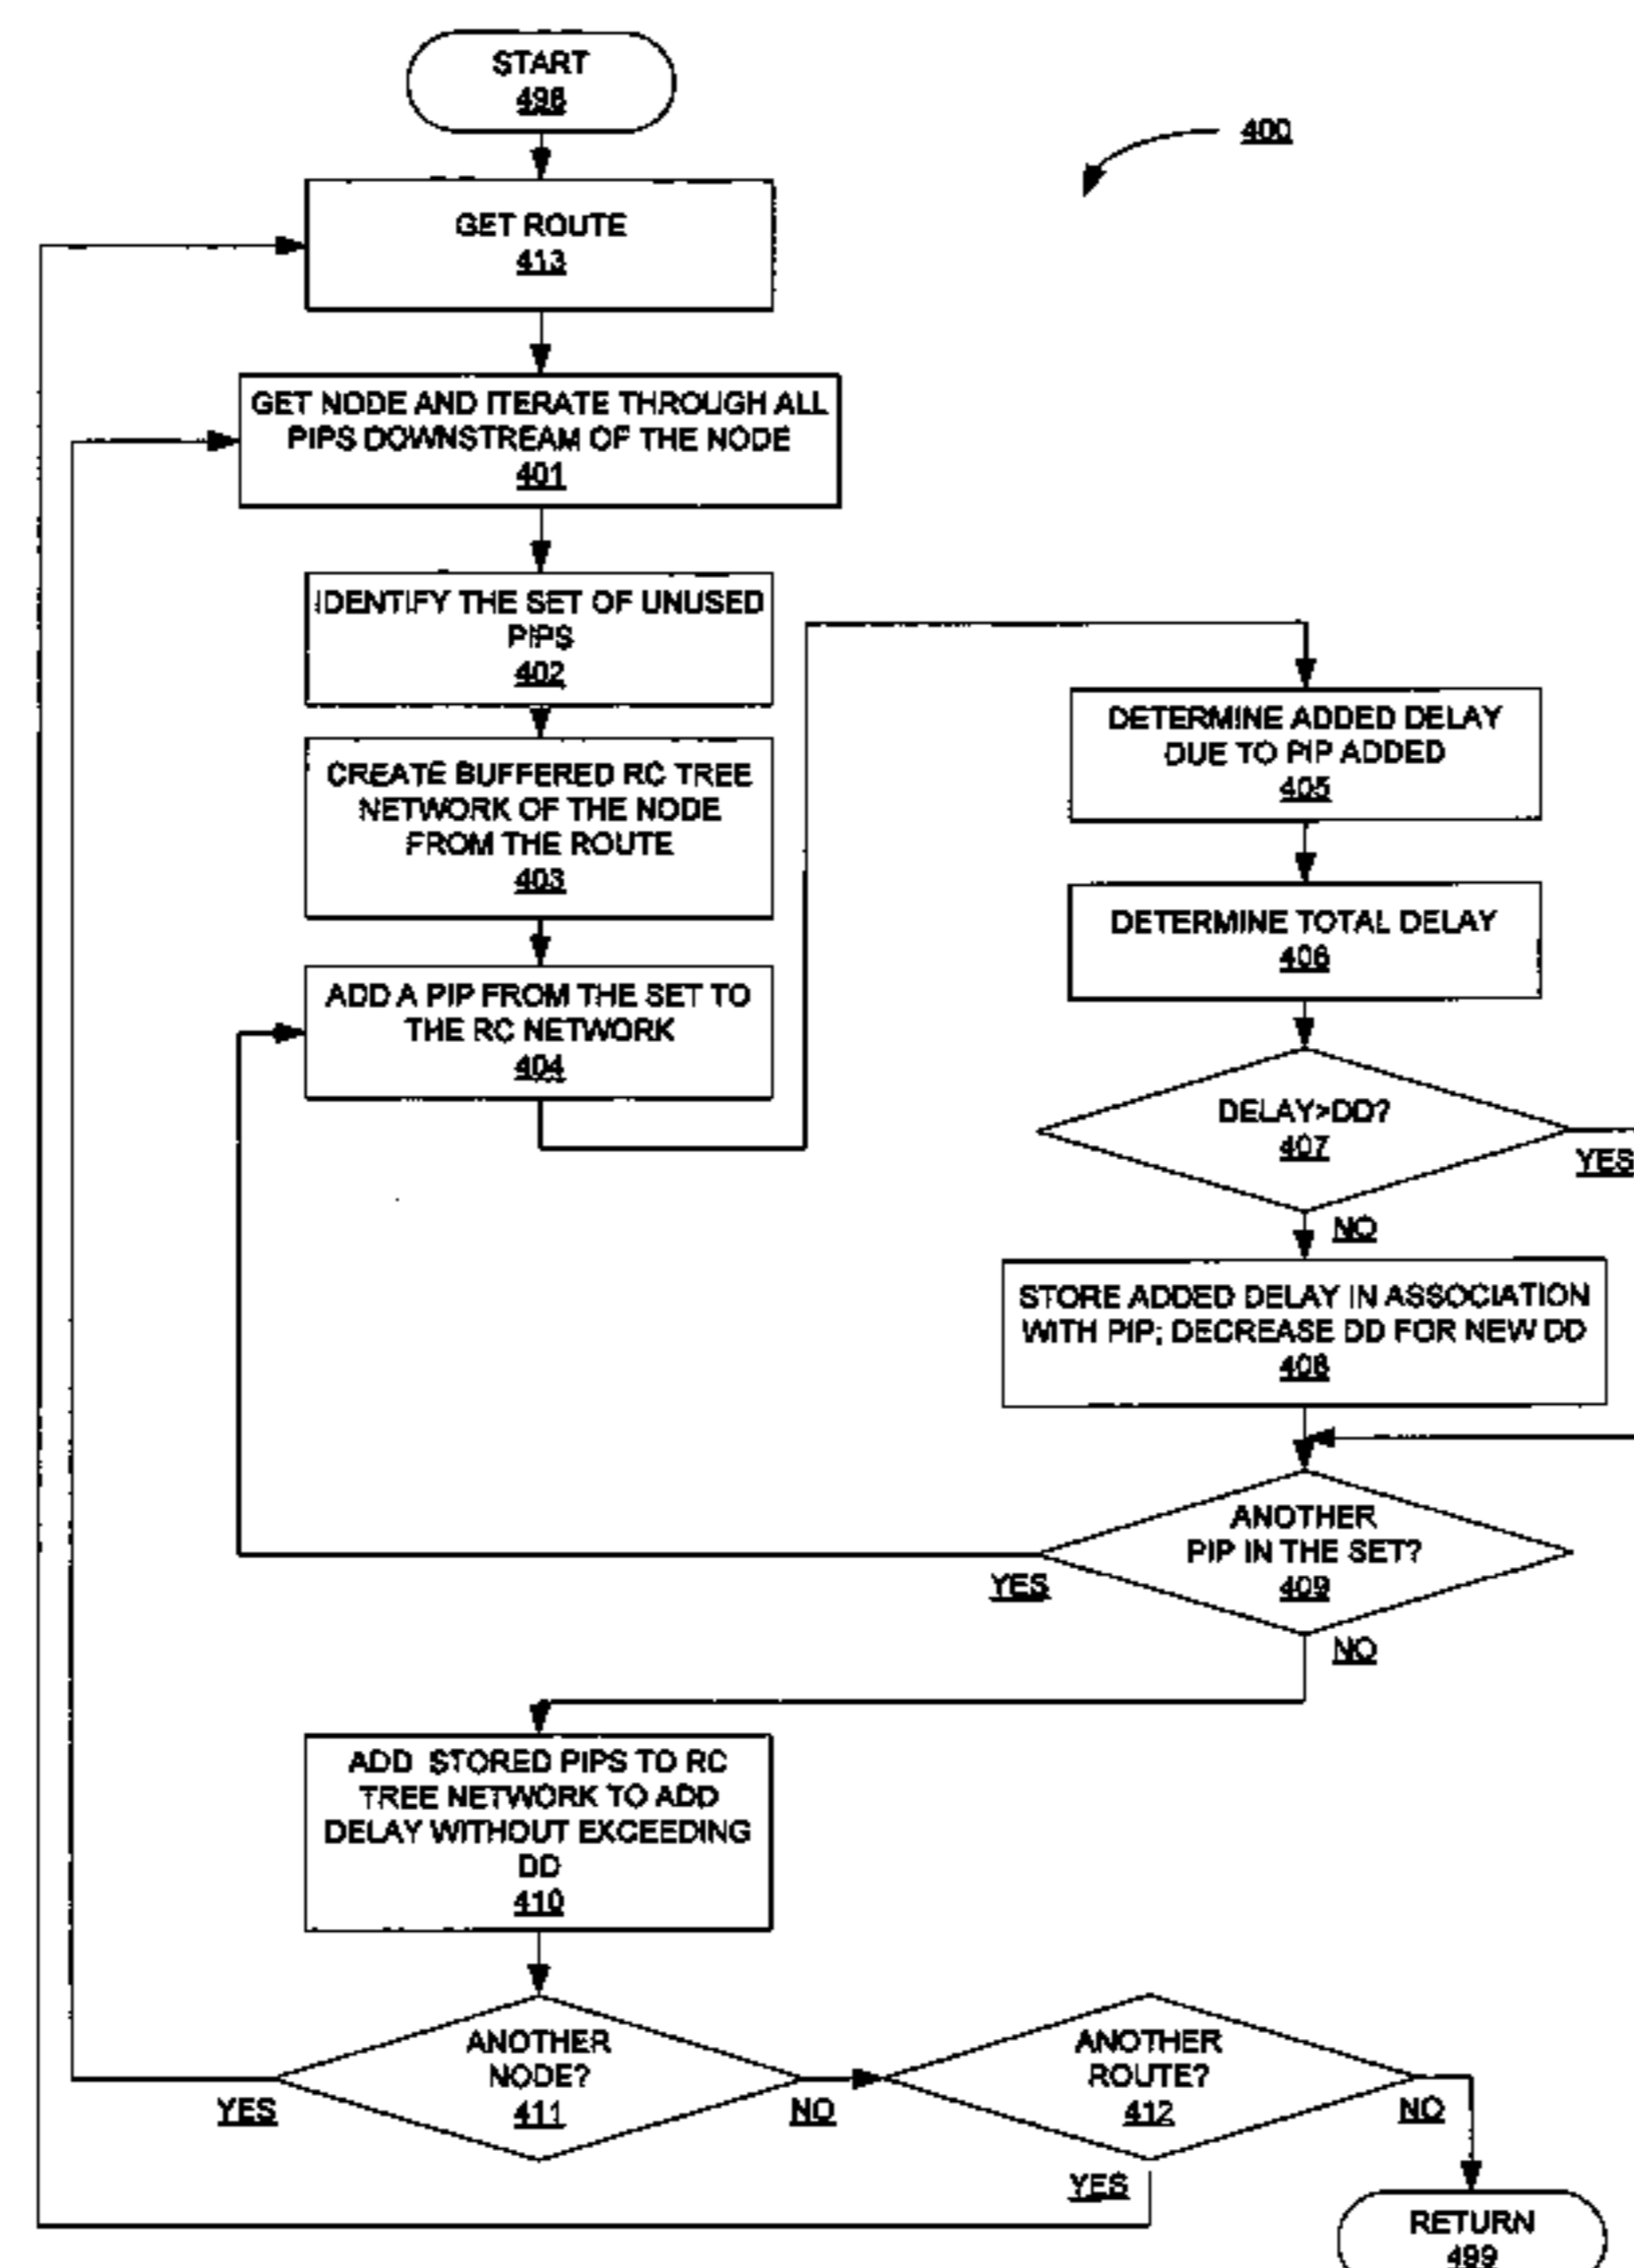 START
498
400
GET ROUTE
413
GET NODE AND ITERATE THROUGH ALL
PIPS DOWNSTREAM OF THE NODE
401
IDENTIFY THE SET OF UNUSED
PIPS
402
CREATE BUFFERED RC TREE
NETWORK OF THE NODE
FROM THE ROUTE
403
ADD A PIP FROM THE SET TO
THE RC NETWORK
404
DETERMINE ADDED DELAY
DUE TO PIP ADDED
405
DETERMINE TOTAL DELAY
406
DELAY>DD?
407
YES
NO
STORE ADDED DELAY IN ASSOCIATION
WITH PIP; DECREASE DD FOR NEW DD
408
ANOTHER
PIP IN THE SET?
409
YES
NO
ADD STORED PIPS TO RC
TREE NETWORK TO ADD
DELAY WITHOUT EXCEEDING
DD
410
ANOTHER
NODE?
411
YES
NO
ANOTHER
ROUTE?
412
NO
YES
RETURN
499